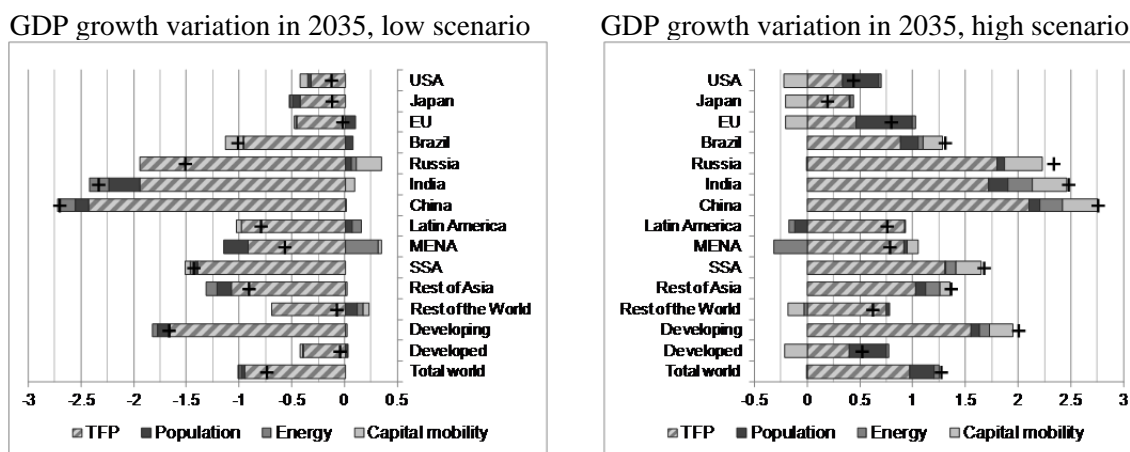 GDP growth variation in 2035, low scenario
USA
Japan
EU
Brazil
Russia
India
China
Latin America
MENA
SSA
Rest of Asia
Rest of the World
Developing
Developed
Total world
-3 -2.5 -2 -1.5 -1 -0.5 0 0.5
TFP Population Energy Capital mobility
GDP growth variation in 2035, high scenario
USA
Japan
EU
Brazil
Russia
India
China
Latin America
MENA
SSA
Rest of Asia
Rest of the World
Developing
Developed
Total world
-0.5 0 0.5 1 1.5 2 2.5 3
TFP Population Energy Capital mobility